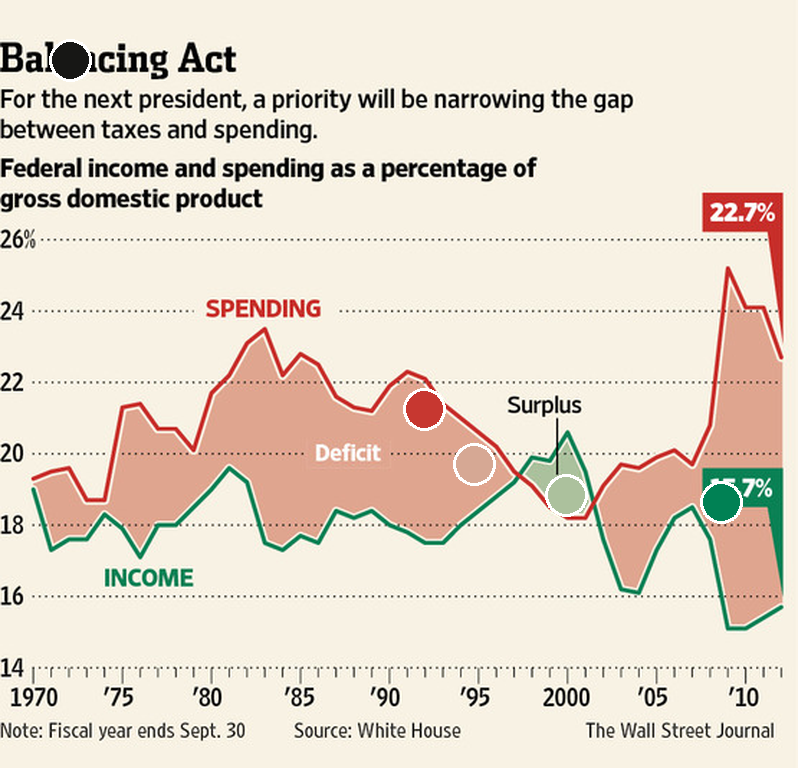 Balancing Act
For the next president, a priority will be narrowing the gap
between taxes and spending.
Federal income and spending as a percentage of
gross domestic product
22.7%
26%
24
SPENDING
22
Surplus
20
Deficit
15.7%
18
INCOME
16
14
1970 '75 '80 '85 '90 '95 2000 '05 '10
Note: Fiscal year ends Sept. 30 Source: White House The Wall Street Journal